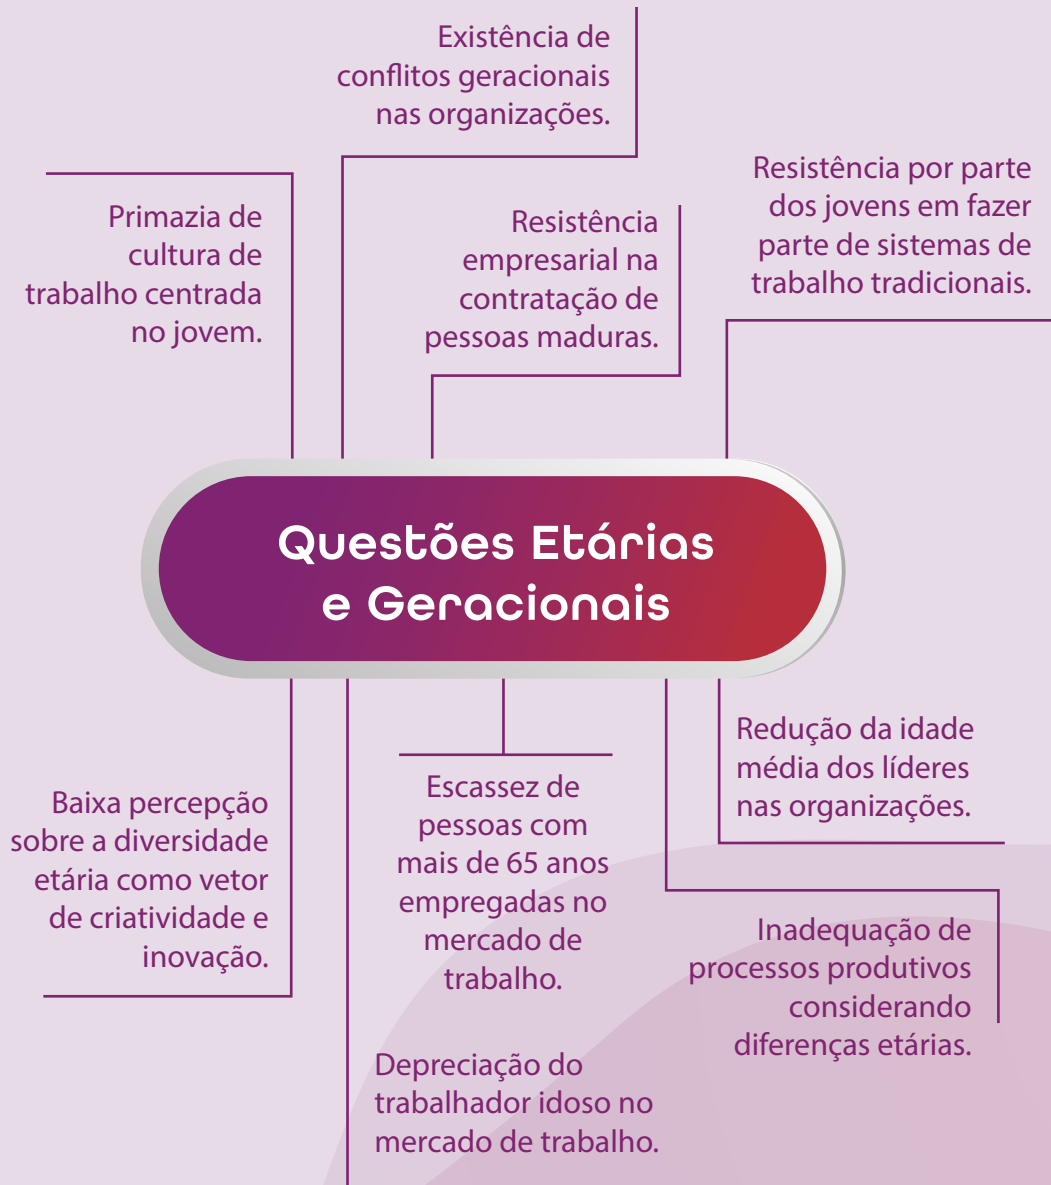 Existência de
conflitos geracionais
nas organizações.
Primazia de
cultura de
trabalho centrada
no jovem.
Resistência
empresarial na
contratação de
pessoas maduras.
Resistência por parte
dos jovens em fazer
parte de sistemas de
trabalho tradicionais.
Questões Etárias
e Geracionais
Baixa percepção
sobre a diversidade
etária como vetor
de criatividade e
inovação.
Escassez de
pessoas com
mais de 65 anos
empregadas no
mercado de
trabalho.
Redução da idade
média dos líderes
nas organizações.
Inadequação de
processos produtivos
considerando
diferenças etárias.
Depreciação do
trabalhador idoso no
mercado de trabalho.